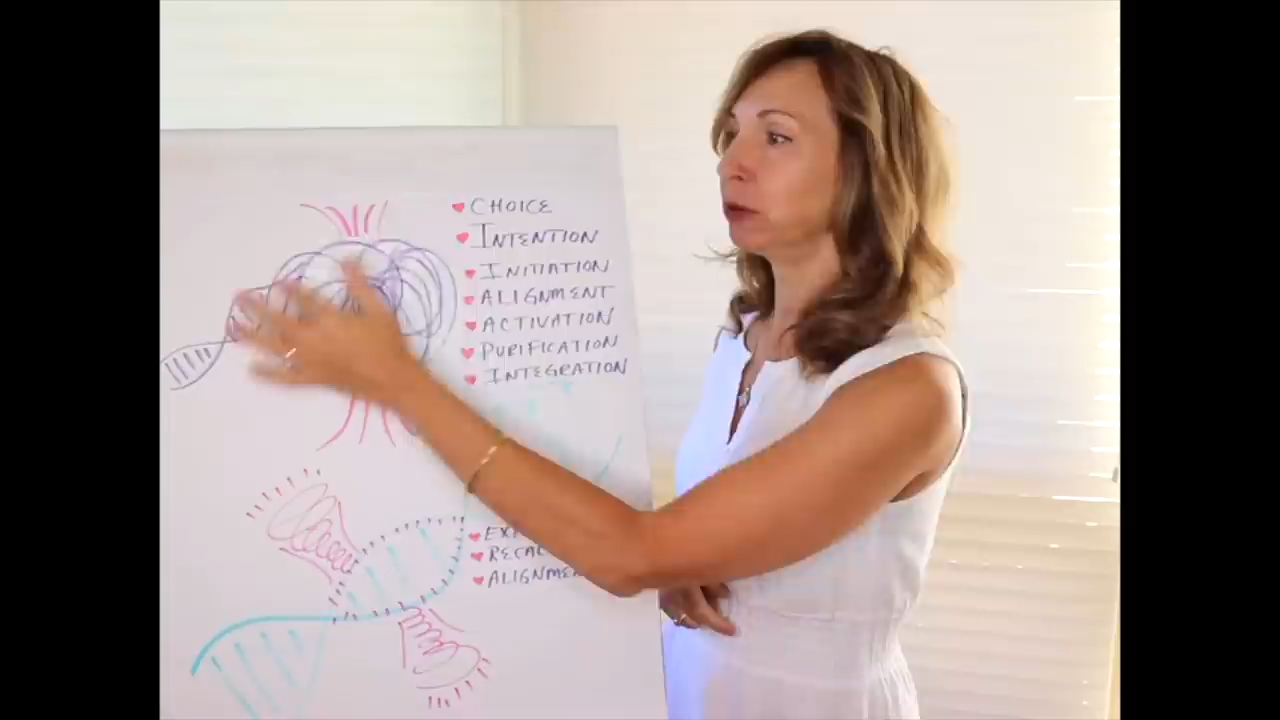 CHOICE
INTENTION
INITIATION
ALIGNMENT
ACTIVATION
PURIFICATION
INTEGRATION